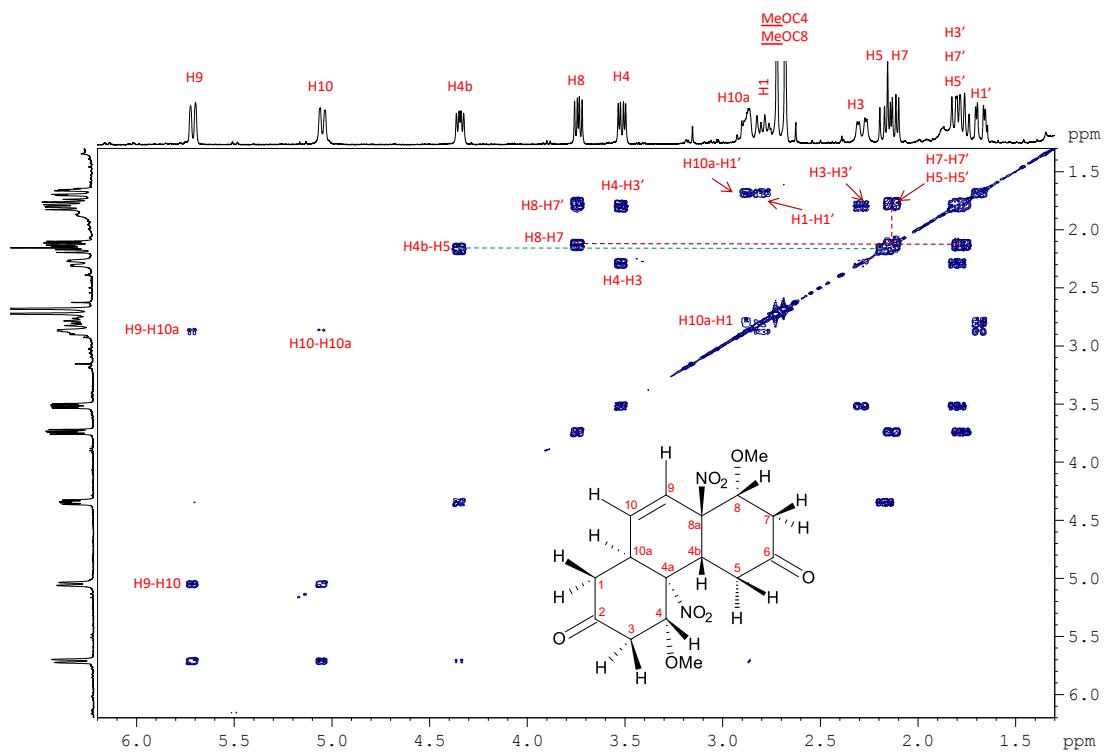 MeOC4
MeOC8
H3’
H7’
H5’
H5 H7
H9
H10
H4b
H8
H4
H10a
H1
H3
H1’
ppm
H10a-H1’
H4-H3’
H3-H3’
H7-H7’
H5-H5’
H8-H7’
H1-H1’
H8-H7
H4b-H5
H4-H3
H9-H10a
H10-H10a
H10a-H1
H9-H10
1.5
2.0
2.5
3.0
3.5
4.0
4.5
5.0
5.5
6.0
H
OMe
NO2
H
H
9
8
H
10
8a
7
H
H
10a
4b
6
H
4a
5
O
H
1
H
H
H
NO2
2
4
O
3
H
H
OMe
H
6.0 5.5 5.0 4.5 4.0 3.5 3.0 2.5 2.0 1.5 ppm